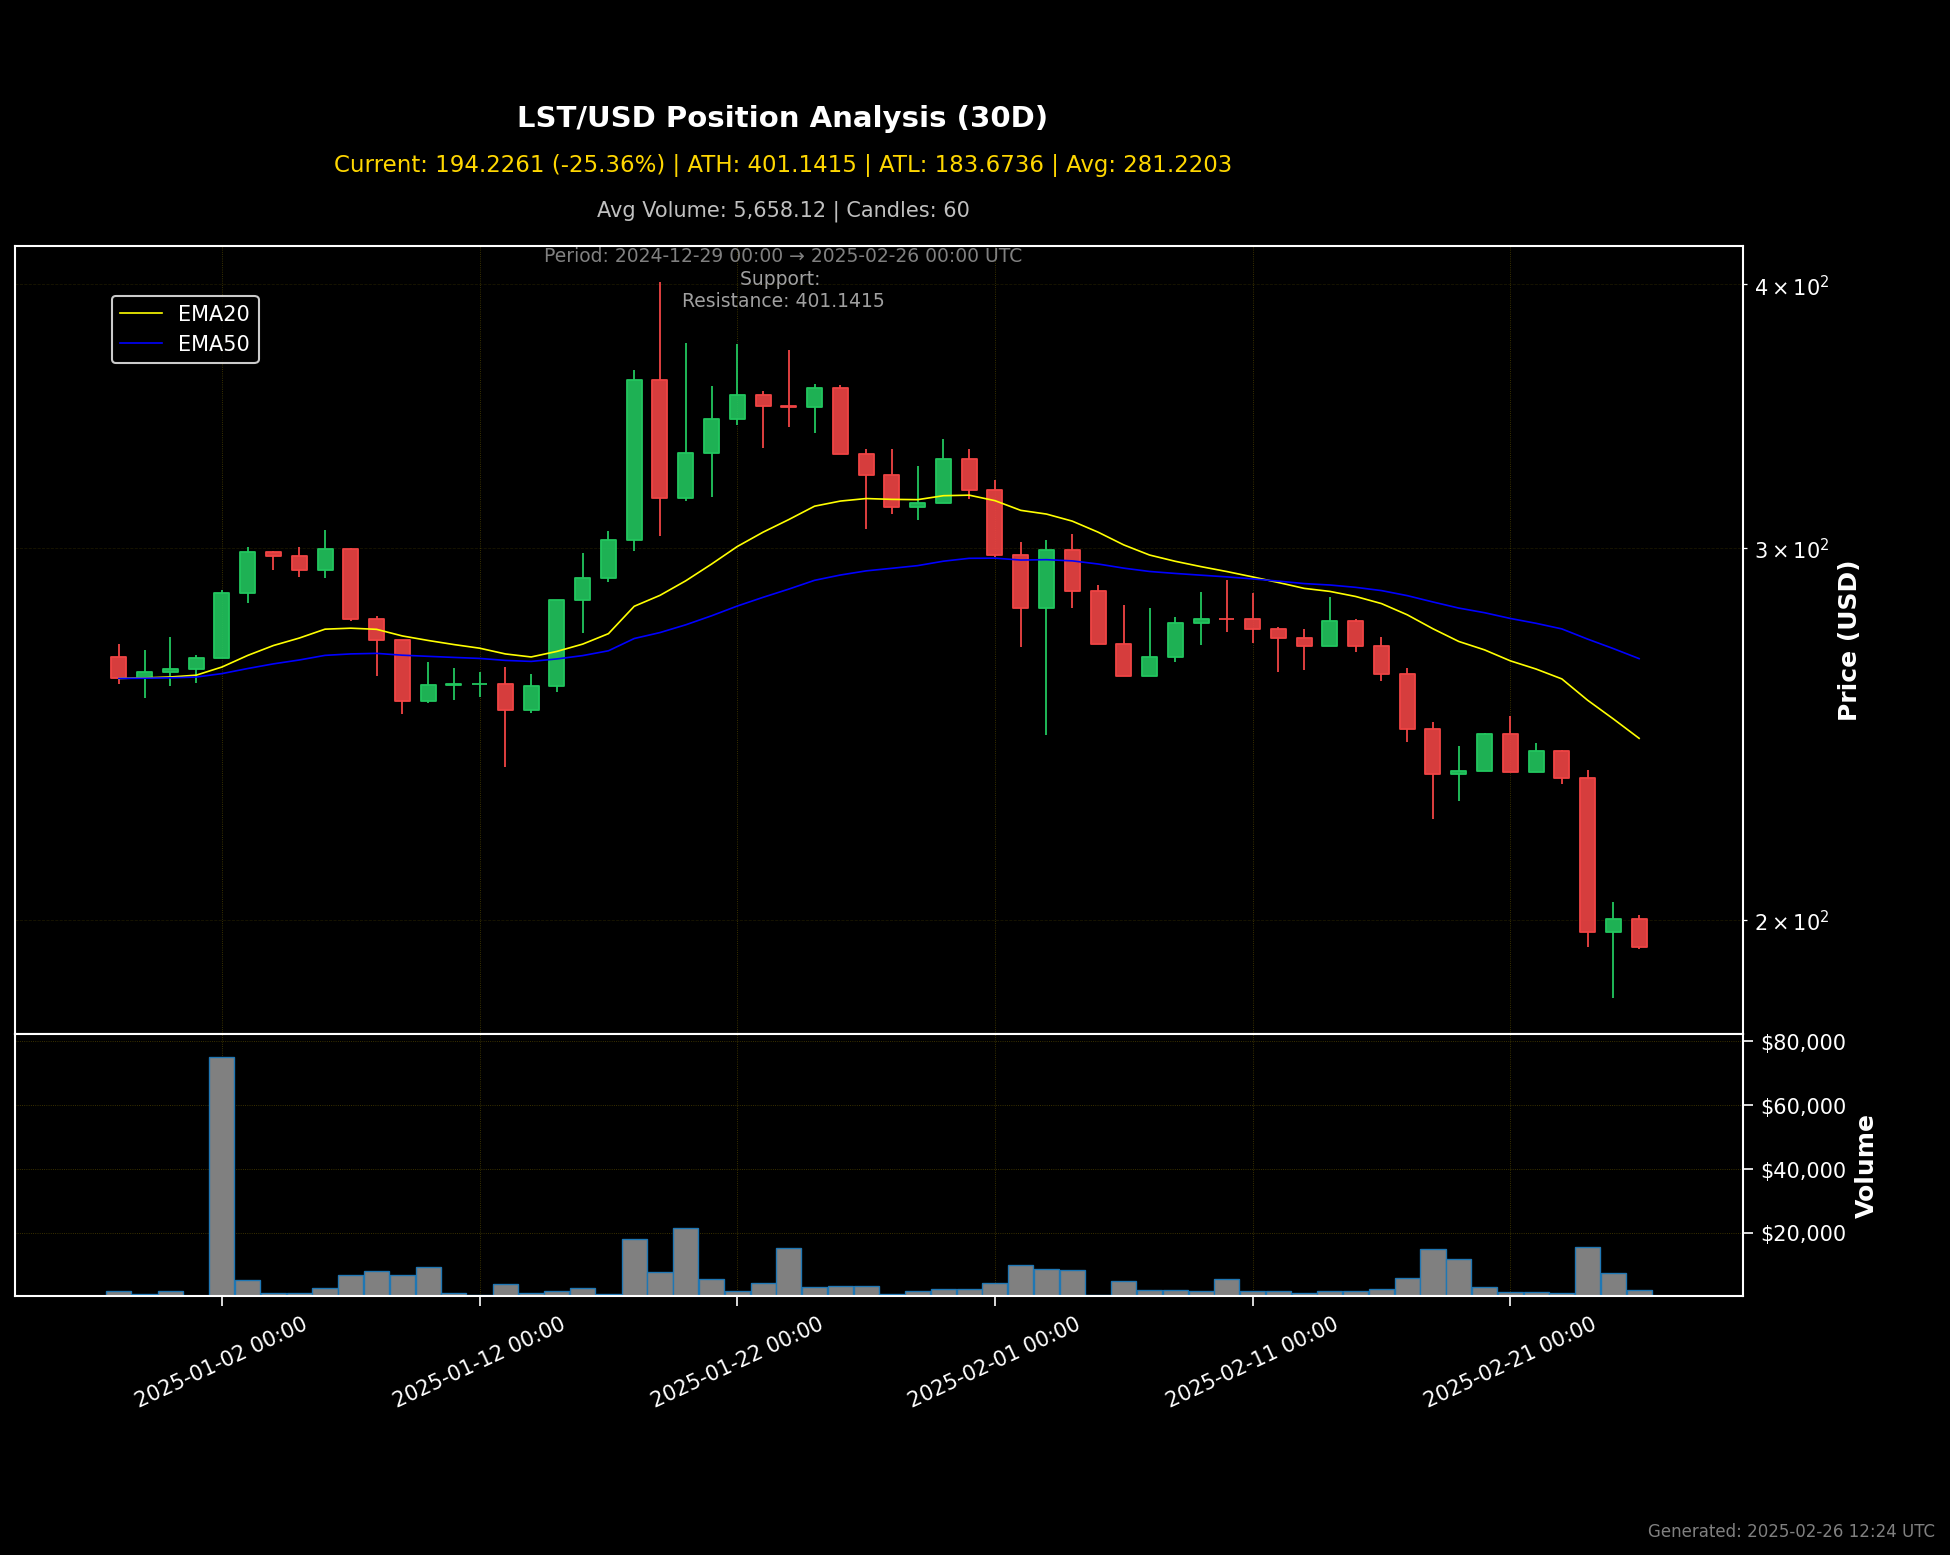 LST/USD Position Analysis (30D)
Current: 194.2261 (-25.36%) | ATH: 401.1415 | ATL: 183.6736 | Avg: 281.2203
Avg Volume: 5,658.12 | Candles: 60
Period: 2024-12-29 00:00 → 2025-02-26 00:00 UTC
Support:
Resistance: 401.1415
EMA20
EMA50
4 × 10²
3 × 10²
2 × 10²
Price (USD)
$80,000
$60,000
$40,000
$20,000
Volume
2025-01-02 00:00
2025-01-12 00:00
2025-01-22 00:00
2025-02-01 00:00
2025-02-11 00:00
2025-02-21 00:00
Generated: 2025-02-26 12:24 UTC